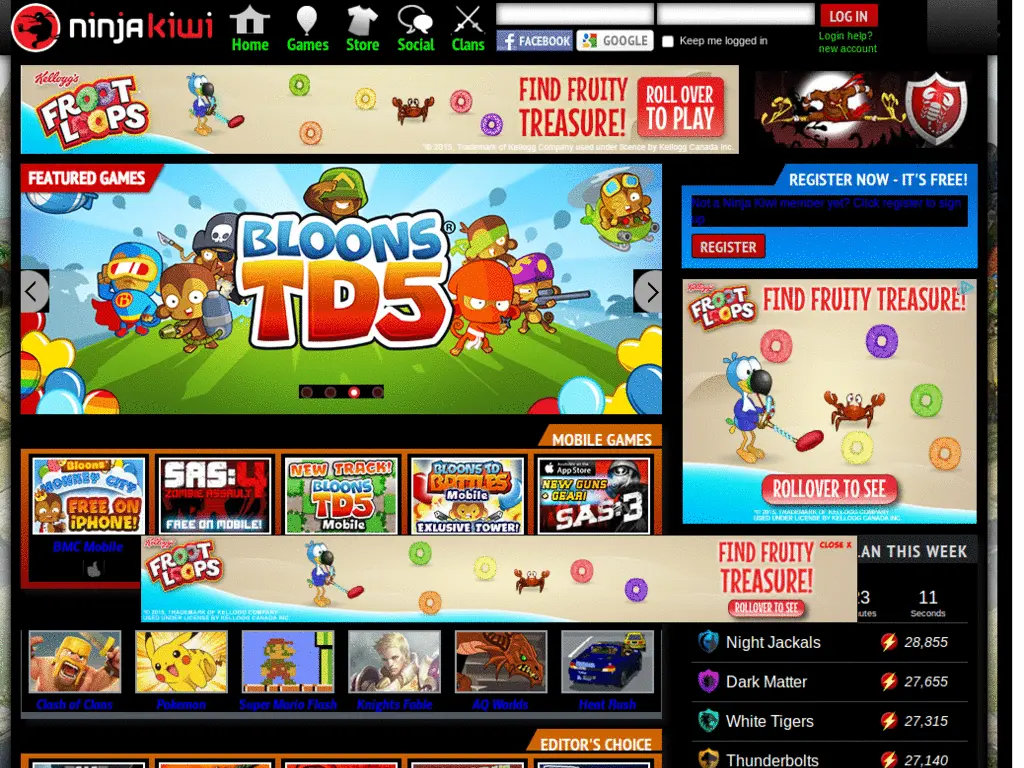 ninjakiwi
Home
Games
Store
Social
Clans
LOG IN
FACEBOOK
GOOGLE
Keep me logged in
Login help?
new account
Kellogg's
FROOT
LOOPS
FIND FRUITY
TREASURE!
ROLL OVER
TO PLAY
*© 2015, Trademark of Kellogg Company used under licence by Kellogg Canada Inc.
FEATURED GAMES
BLOONS®
TD5
REGISTER NOW - IT'S FREE!
Not a Ninja Kiwi member yet? Click register to sign
up
REGISTER
Kellogg's
FROOT
LOOPS
FIND FRUITY TREASURE!
ROLLOVER TO SEE
*© 2015, TRADEMARK OF KELLOGG COMPANY
USED UNDER LICENSE BY KELLOGG CANADA INC.
MOBILE GAMES
Bloons
MONKEY CITY
FREE ON
iPHONE!
SAS:4
ZOMBIE ASSAULT
FREE ON MOBILE!
NEW TRACK!
BLOONS
TD5
Mobile
BLOONS TD
BATTLES
Mobile
EXLUSIVE TOWER!
Available on the
App Store
NEW GUNS
+ GEAR!
SAS:3
BMC Mobile
Kellogg's
FROOT
LOOPS
FIND FRUITY
TREASURE!
CLOSE X
ROLLOVER TO SEE
*© 2015, TRADEMARK OF KELLOGG COMPANY
USED UNDER LICENSE BY KELLOGG CANADA INC.
LAN THIS WEEK
23
11
utes
Seconds
Night Jackals
28,855
Dark Matter
27,655
White Tigers
27,315
Thunderbolts
27,140
Clash of Clans
Pokemon
Super Mario Flash
Knights Fable
AQ Worlds
Heat Rush
EDITOR'S CHOICE